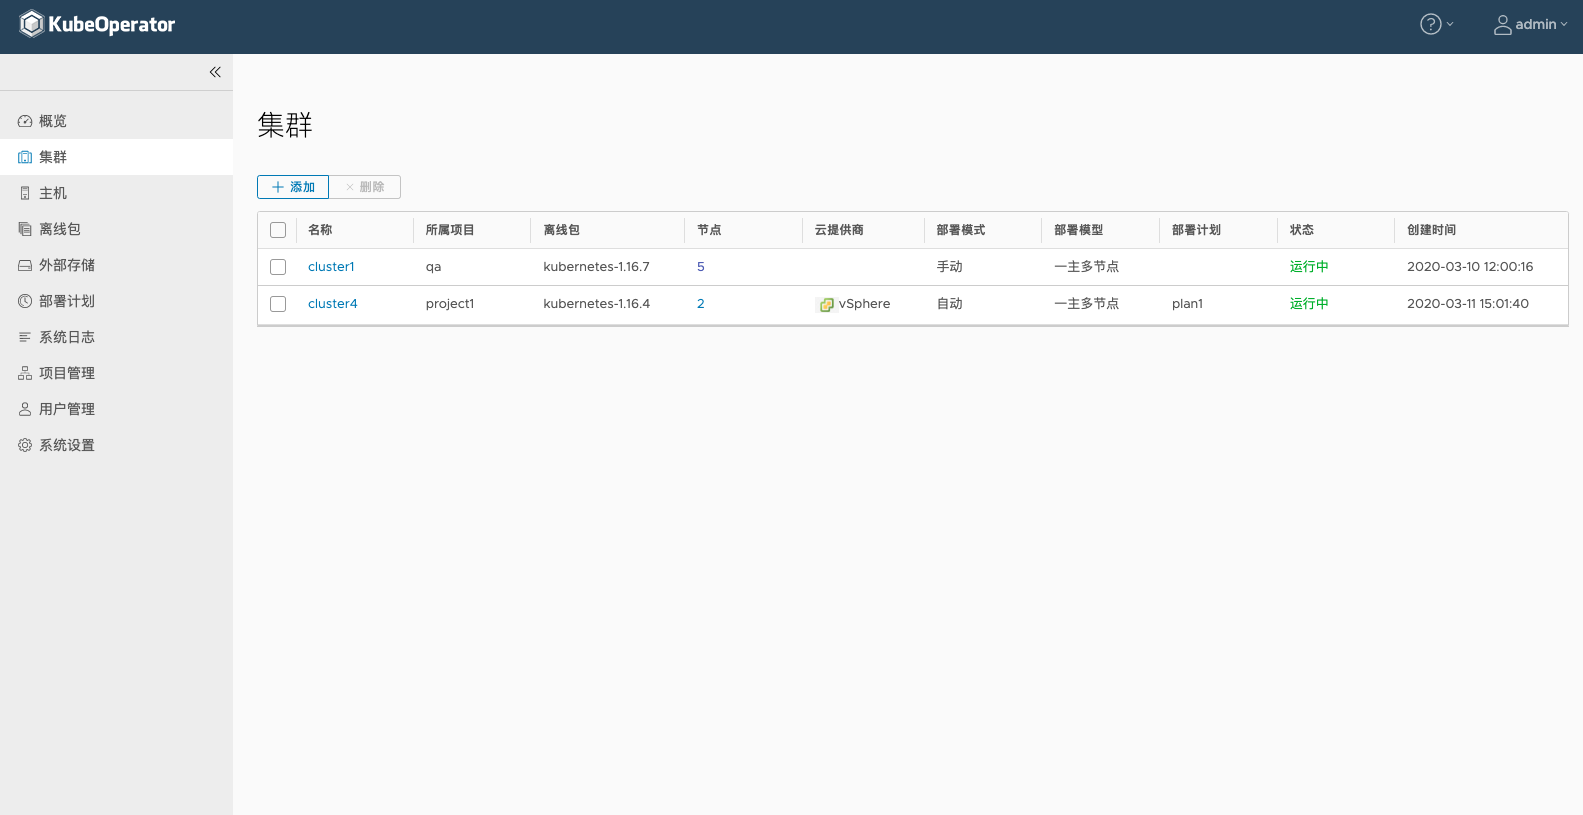 KubeOperator
admin
概览
集群
主机
离线包
外部存储
部署计划
系统日志
项目管理
用户管理
系统设置
集群
添加 删除
名称 所属项目 离线包 节点 云提供商 部署模式 部署模型 部署计划 状态 创建时间
cluster1 qa kubernetes-1.16.7 5 手动 一主多节点 运行中 2020-03-10 12:00:16
cluster4 project1 kubernetes-1.16.4 2 vSphere 自动 一主多节点 plan1 运行中 2020-03-11 15:01:40